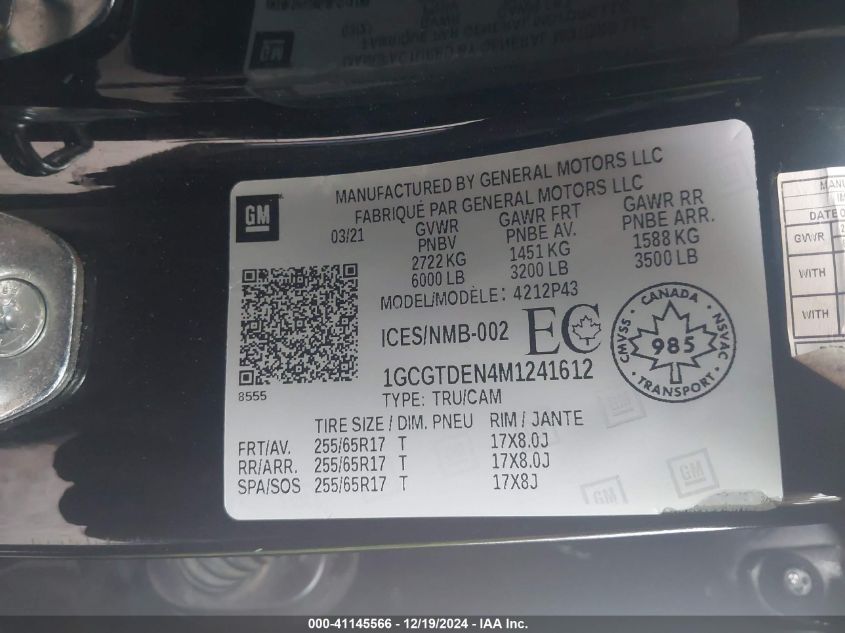 GM
MANUFACTURED BY GENERAL MOTORS LLC
FABRIQUÉ PAR GENERAL MOTORS LLC
03/21
GVWR GAWR FRT GAWR RR
PNBV PNBE AV. PNBE ARR.
2722 KG 1451 KG 1588 KG
6000 LB 3200 LB 3500 LB
MODEL/MODÈLE: 4212P43
ICES/NMB-002 EC
CANADA
CMVSS 985 NSVAC
TRANSPORT
1GCGTDEN4M1241612
8555
TYPE: TRU/CAM
TIRE SIZE / DIM. PNEU RIM / JANTE
FRT/AV. 255/65R17 T 17X8.0J
RR/ARR. 255/65R17 T 17X8.0J
SPA/SOS 255/65R17 T 17X8J
GM
GM
GVWR
WITH
WITH
000-41145566 - 12/19/2024 - IAA Inc.